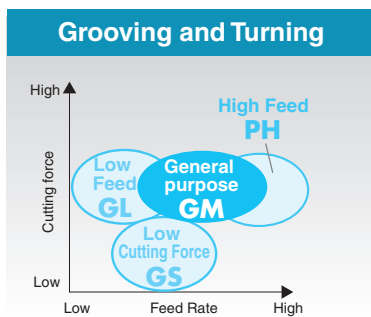 Grooving and Turning
High
Cutting force
Low
High Feed
PH
Low
Feed
GL
General
purpose
GM
Low
Cutting Force
GS
Low
Feed Rate
High